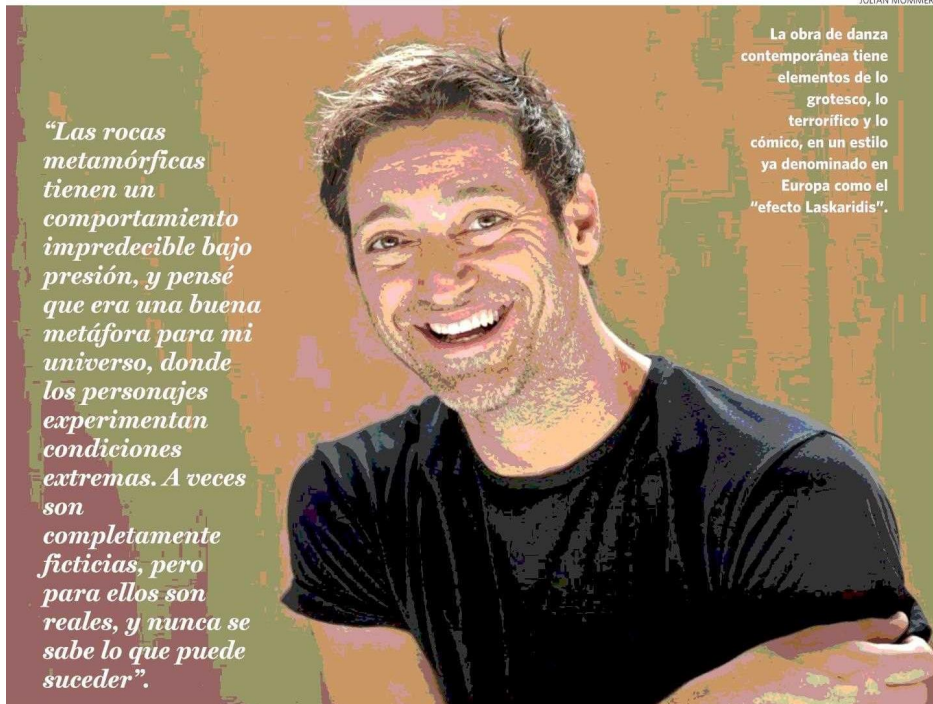 JULIAN MOMMERT
La obra de danza
contemporánea tiene
elementos de lo
grotesco, lo
terrorífico y lo
cómico, en un estilo
ya denominado en
Europa como el
"efecto Laskaridis".
“Las rocas
metamórficas
tienen un
comportamiento
impredecible bajo
presión, y pensé
que era una buena
metáfora para mi
universo, donde
los personajes
experimentan
condiciones
extremas. A veces
son
completamente
ficticias, pero
para ellos son
reales, y nunca se
sabe lo que puede
suceder”.